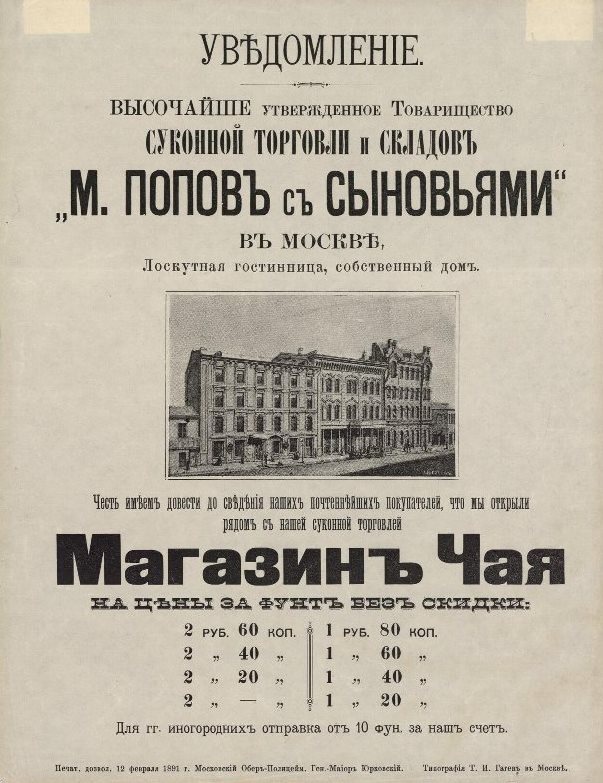 УВѢДОМЛЕНІЕ.
ВЫСОЧАЙШЕ УТВЕРЖДЕННОЕ ТОВАРИЩЕСТВО
СУКОННОЙ ТОРГОВЛИ И СКЛАДОВЪ
„М. ПОПОВЪ съ СЫНОВЬЯМИ“
ВЪ МОСКВѢ,
Лоскутная гостинница, собственный домъ.
Честь имѣемъ довести до свѣдѣнія нашихъ почтеннѣйшихъ покупателей, что мы открыли
рядомъ съ нашей суконной торговлей
Магазинъ Чая
НА ЦѢНЫ ЗА ФУНТЪ БЕЗЪ СКИДКИ:
2 РУБ. 60 КОП. 1 РУБ. 80 КОП.
2 „ 40 „ 1 „ 60 „
2 „ 20 „ 1 „ 40 „
2 „ — „ 1 „ 20 „
Для гг. иногороднихъ отправка отъ 10 фун. за нашъ счетъ.
Печат. дозвол. 12 февраля 1891 г. Московскій Оберъ-Полицейм. Ген.-Маіоръ Юрковскій. Типографія Т. И. Гагенъ въ Москвѣ.